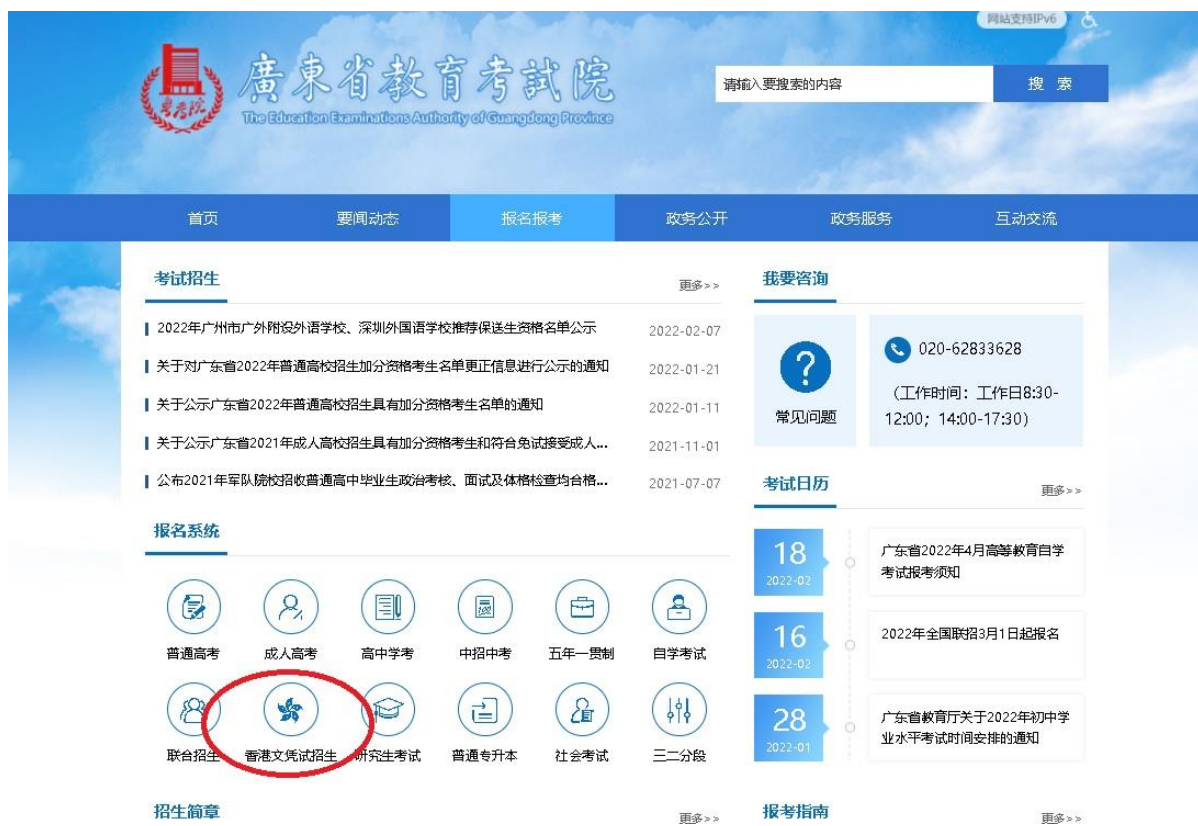 网站支持IPv6
廣東省教育考試院
The Education Examinations Authority of Guangdong Province
粤考院
请输入要搜索的内容
搜 索
首页 要闻动态 报名报考 政务公开 政务服务 互动交流
考试招生
更多>>
2022年广州市广外附设外语学校、深圳外国语学校推荐保送生资格名单公示 2022-02-07
关于对广东省2022年普通高校招生加分资格考生名单更正信息进行公示的通知 2022-01-21
关于公示广东省2022年普通高校招生具有加分资格考生名单的通知 2022-01-11
关于公示广东省2021年成人高校招生具有加分资格考生和符合免试接受成人... 2021-11-01
公布2021年军队院校招收普通高中毕业生政治考核、面试及体格检查均合格... 2021-07-07
报名系统
普通高考 成人高考 高中学考 中招中考 五年一贯制 自学考试
联合招生 香港文凭试招生 研究生考试 普通专升本 社会考试 三二分段
招生简章
更多>>
我要咨询
?
常见问题
020-62833628
（工作时间：工作日8:30-
12:00；14:00-17:30）
考试日历
更多>>
18
2022-02
广东省2022年4月高等教育自学
考试报考须知
16
2022-02
2022年全国联招3月1日起报名
28
2022-01
广东省教育厅关于2022年初中学
业水平考试时间安排的通知
报考指南
更多>>